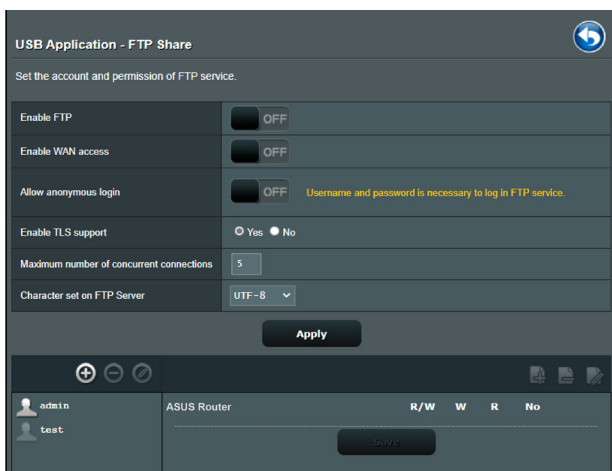 USB Application - FTP Share
Set the account and permission of FTP service.
Enable FTP OFF
Enable WAN access OFF
Allow anonymous login OFF Username and password is necessary to log in FTP service.
Enable TLS support Yes No
Maximum number of concurrent connections 5
Character set on FTP Server UTF-8
Apply
admin
test
ASUS Router R/W W R No
Save